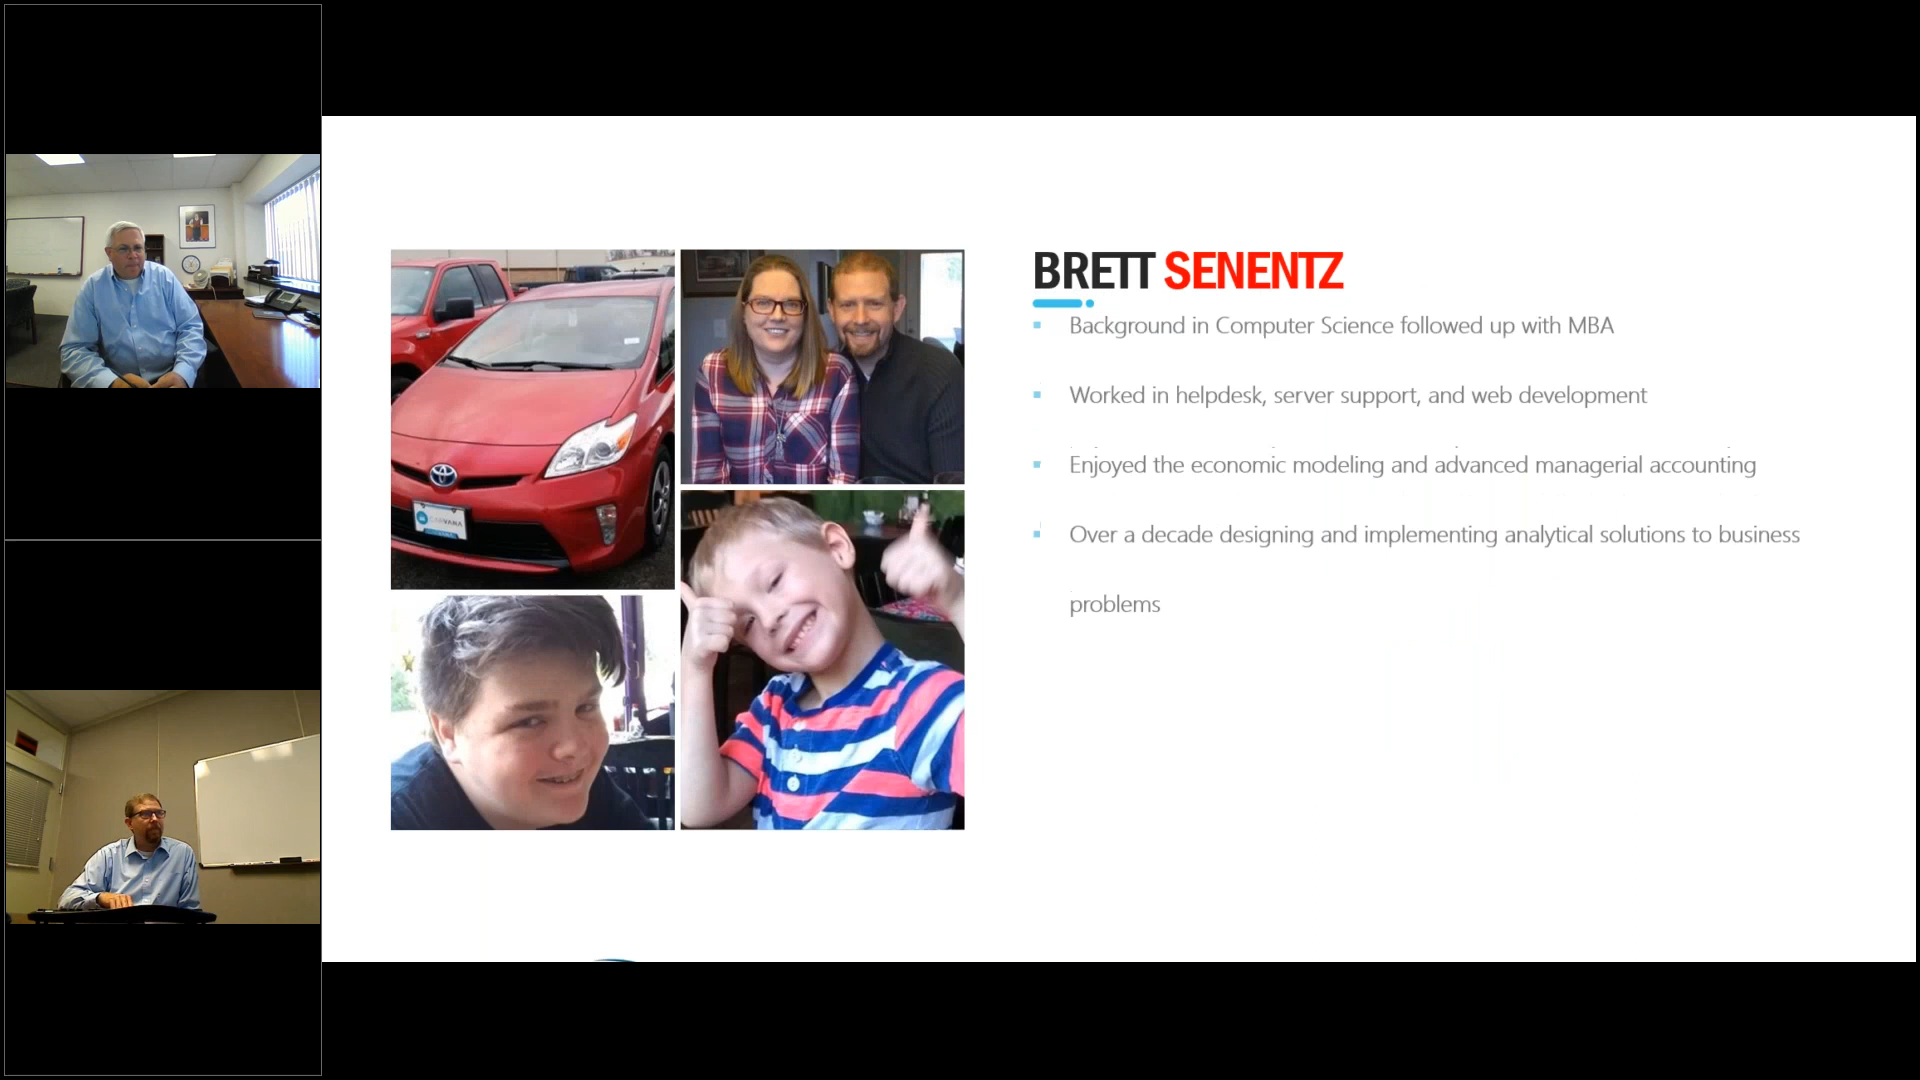 BRETT SENENTZ
Background in Computer Science followed up with MBA
Worked in helpdesk, server support, and web development
Enjoyed the economic modeling and advanced managerial accounting
Over a decade designing and implementing analytical solutions to business
problems